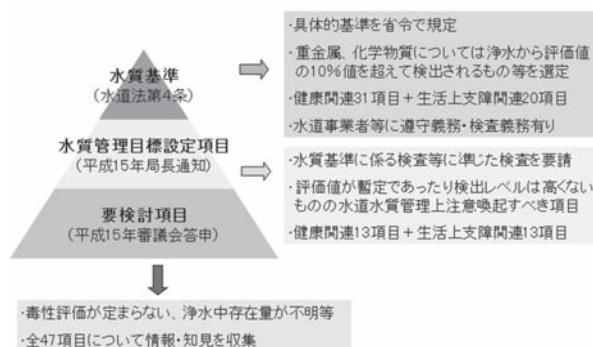 水質基準
(水道法第4条)
・具体的基準を省令で規定
・重金属、化学物質については浄水から評価値
の10%値を超えて検出されるもの等を選定
・健康関連31項目＋生活上支障関連20項目
・水道事業者等に遵守義務・検査義務有り
水質管理目標設定項目
(平成15年局長通知)
・水質基準に係る検査等に準じた検査を要請
・評価値が暫定であったり検出レベルは高くない
ものの水道水質管理上注意喚起すべき項目
・健康関連13項目＋生活上支障関連13項目
要検討項目
(平成15年審議会答申)
・毒性評価が定まらない、浄水中存在量が不明等
・全47項目について情報・知見を収集